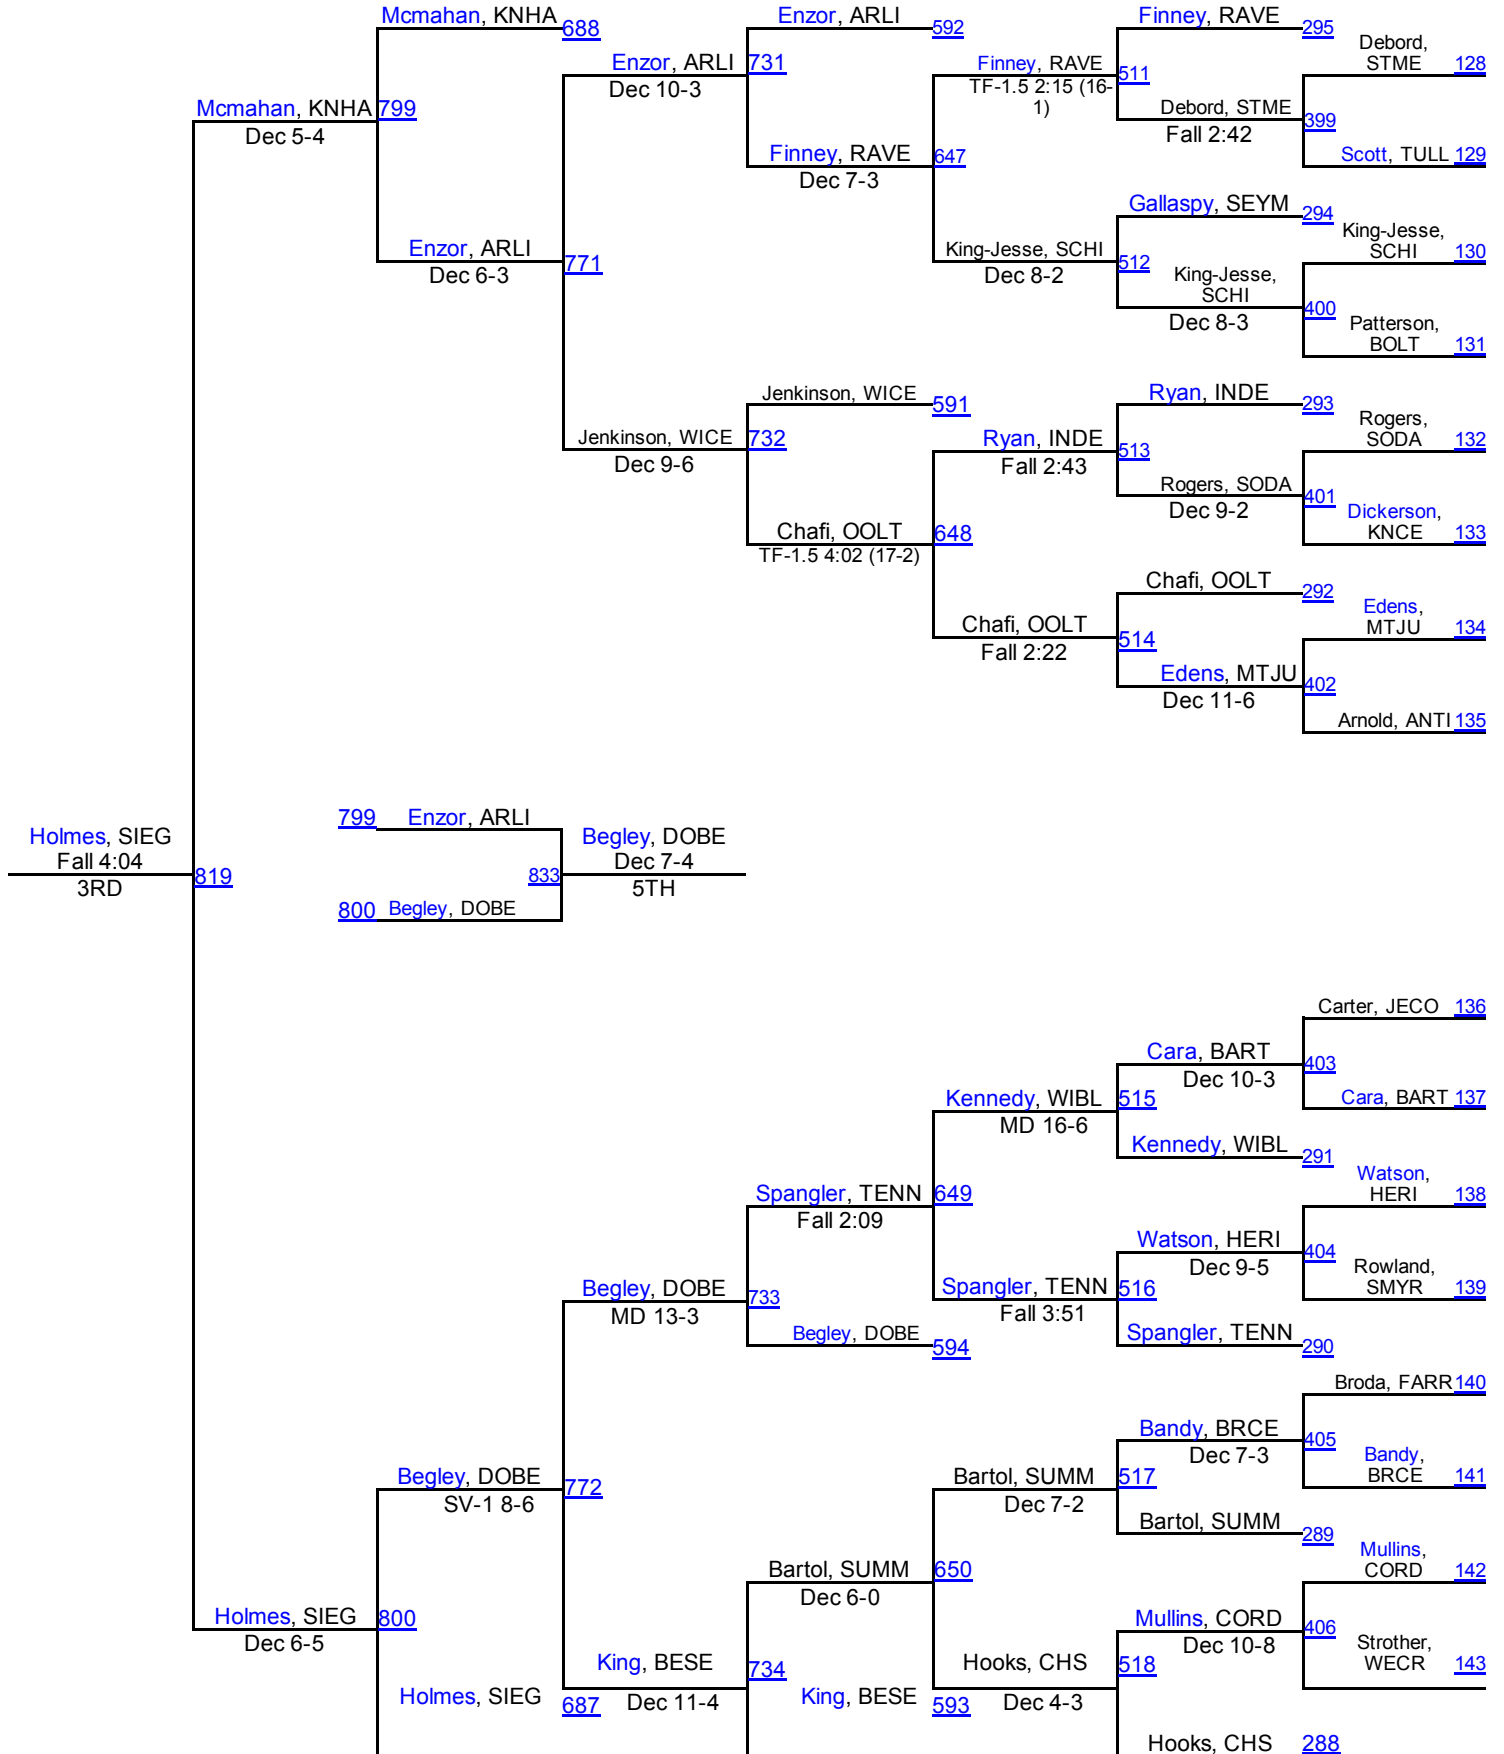 Mcmahan, KNHA
688
Enzor, ARLI
592
Finney, RAVE
295
Debord,
STME
128
Enzor, ARLI
731
Dec 10-3
Finney, RAVE
511
TF-1.5 2:15 (16-
1)
Debord, STME
399
Fall 2:42
Mcmahan, KNHA
799
Dec 5-4
Finney, RAVE
647
Dec 7-3
Scott, TULL
129
Gallaspy, SEYM
294
King-Jesse,
SCHI
130
Enzor, ARLI
771
Dec 6-3
King-Jesse, SCHI
512
Dec 8-2
King-Jesse,
SCHI
400
Dec 8-3
Patterson,
BOLT
131
Jenkinson, WICE
591
Ryan, INDE
293
Rogers,
SODA
132
Jenkinson, WICE
732
Dec 9-6
Ryan, INDE
513
Fall 2:43
Rogers, SODA
401
Dec 9-2
Dickerson,
KNCE
133
Chafi, OOLT
648
TF-1.5 4:02 (17-2)
Chafi, OOLT
292
Edens,
MTJU
134
Chafi, OOLT
514
Fall 2:22
Edens, MTJU
402
Dec 11-6
Arnold, ANTI
135
799
Enzor, ARLI
Holmes, SIEG
Fall 4:04
819
3RD
Begley, DOBE
Dec 7-4
833
5TH
800
Begley, DOBE
Carter, JECO
136
Cara, BART
403
Dec 10-3
Kennedy, WIBL
515
MD 16-6
Cara, BART
137
Kennedy, WIBL
291
Watson,
HERI
138
Spangler, TENN
649
Fall 2:09
Watson, HERI
404
Dec 9-5
Rowland,
SMYR
139
Begley, DOBE
733
MD 13-3
Spangler, TENN
516
Fall 3:51
Begley, DOBE
594
Spangler, TENN
290
Broda, FARR
140
Bandy, BRCE
405
Dec 7-3
Bandy,
BRCE
141
Begley, DOBE
772
SV-1 8-6
Bartol, SUMM
517
Dec 7-2
Bartol, SUMM
289
Mullins,
CORD
142
Bartol, SUMM
650
Dec 6-0
Holmes, SIEG
800
Dec 6-5
Mullins, CORD
406
Dec 10-8
Strother,
WECR
143
King, BESE
734
Dec 11-4
Hooks, CHS
518
Dec 4-3
Holmes, SIEG
687
King, BESE
593
Hooks, CHS
288